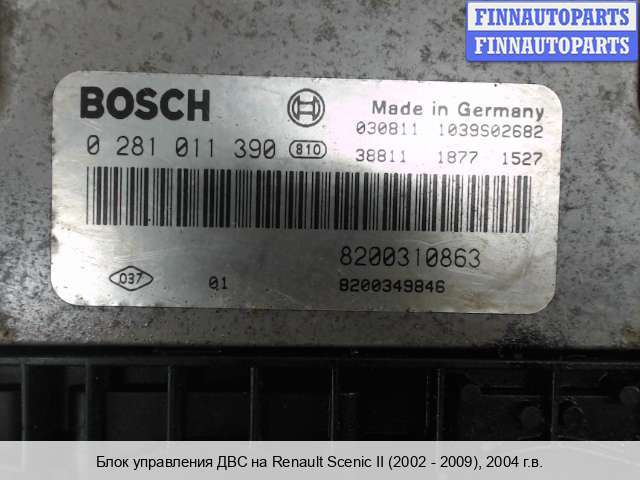 FINNAUTOPARTS
FINNAUTOPARTS
BOSCH
Made in Germany
030811 1039S02682
0 281 011 390 810
38811 1877 1527
8200310863
037
01
8200349846
Блок управления ДВС на Renault Scenic II (2002 - 2009), 2004 г.в.